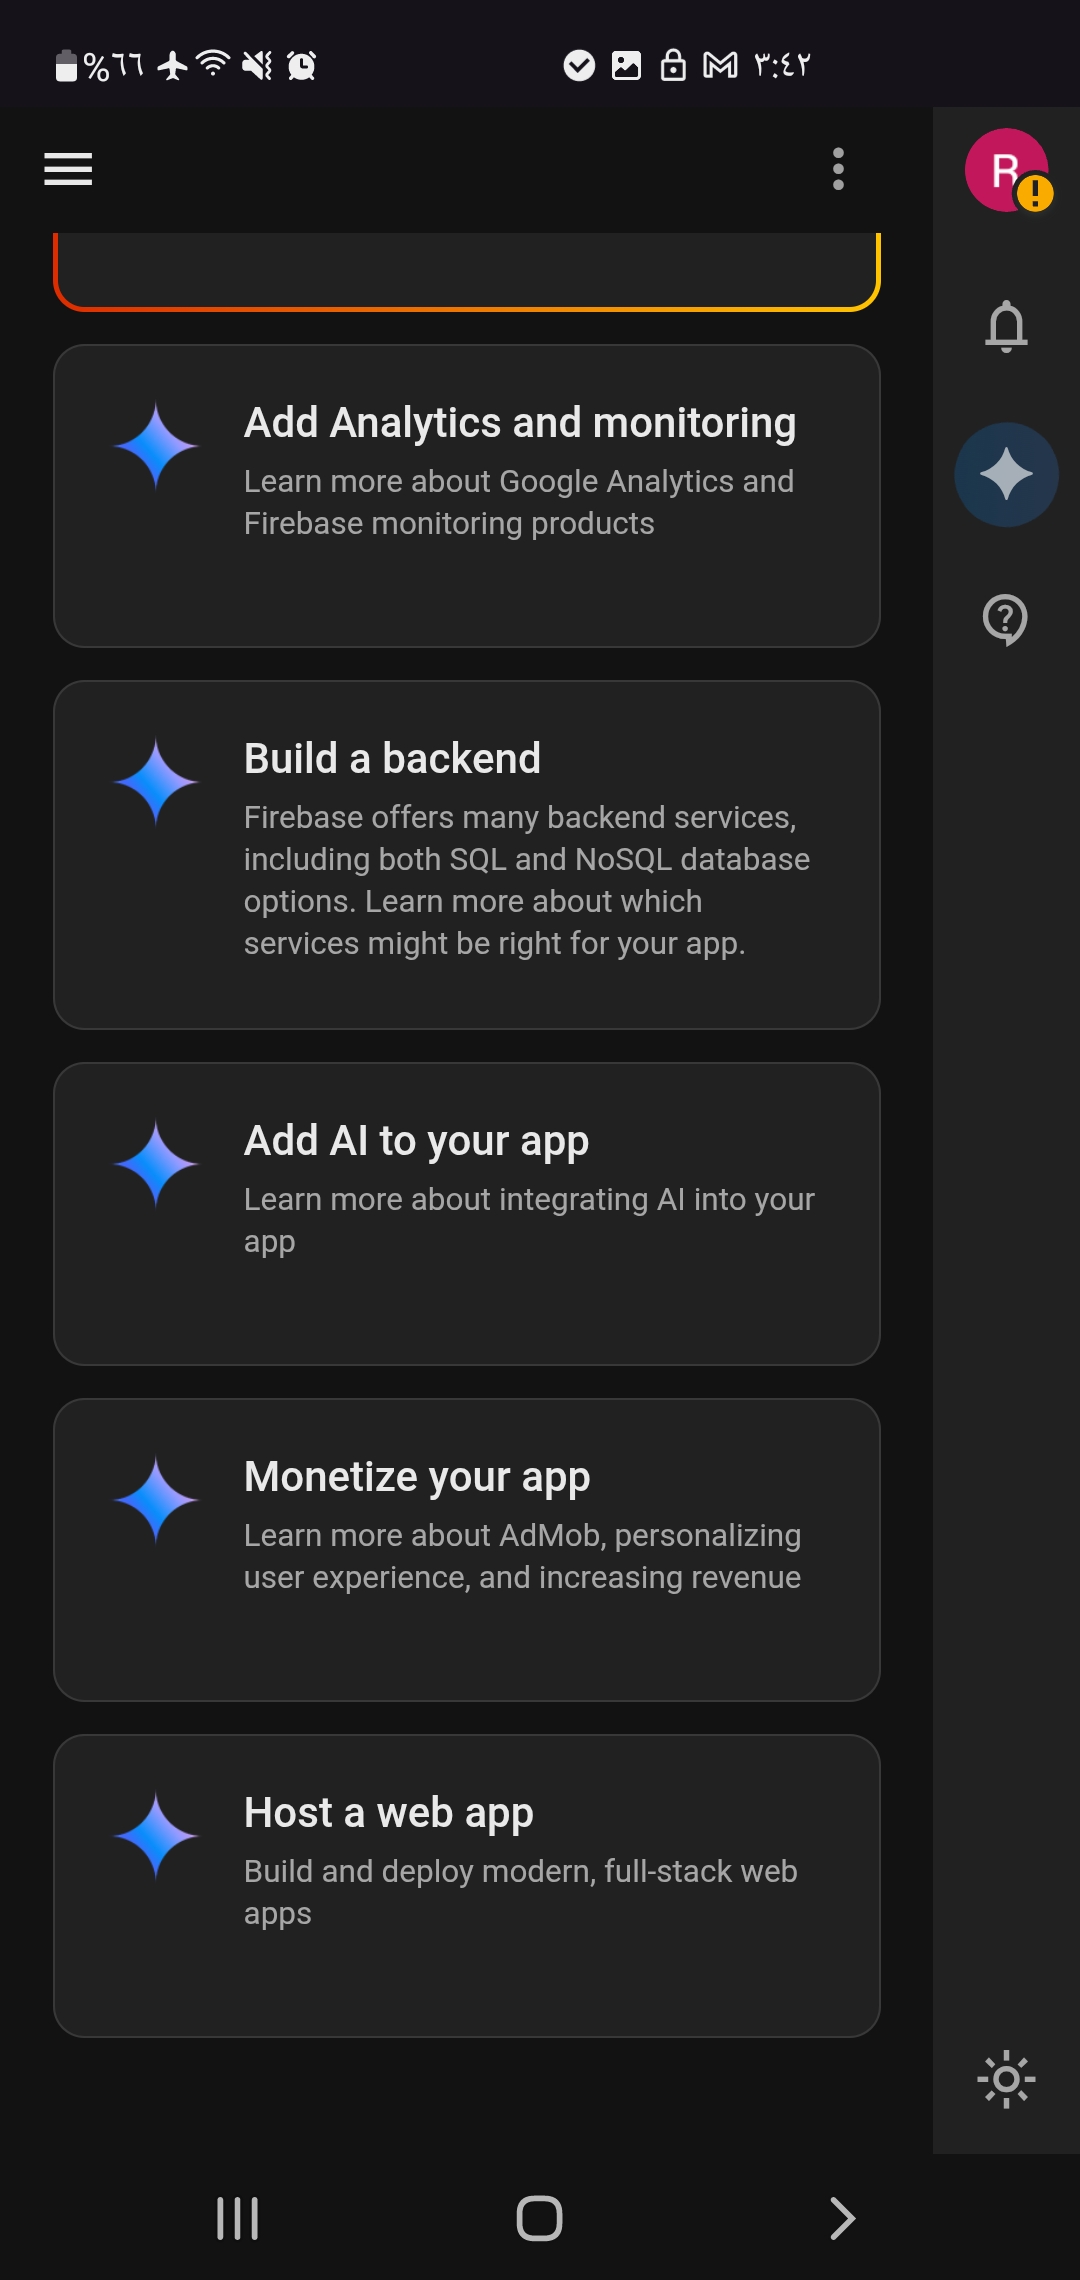 %٦٦ ٣:٤٢
R
Add Analytics and monitoring
Learn more about Google Analytics and
Firebase monitoring products
Build a backend
Firebase offers many backend services,
including both SQL and NoSQL database
options. Learn more about which
services might be right for your app.
Add AI to your app
Learn more about integrating AI into your
app
Monetize your app
Learn more about AdMob, personalizing
user experience, and increasing revenue
Host a web app
Build and deploy modern, full-stack web
apps